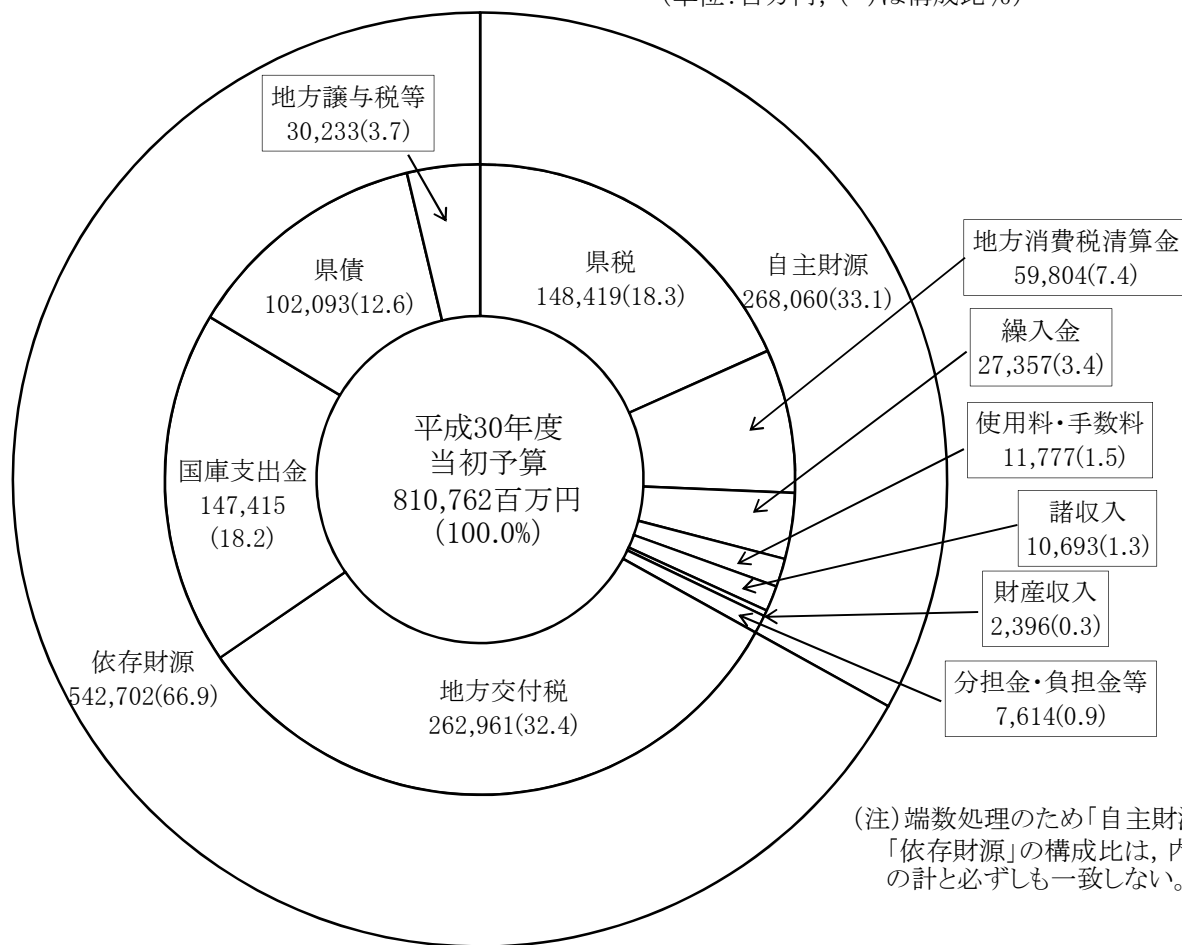 地方譲与税等
30,233(3.7)
県債
102,093(12.6)
県税
148,419(18.3)
自主財源
268,060(33.1)
地方消費税清算金
59,804(7.4)
繰入金
27,357(3.4)
使用料・手数料
11,777(1.5)
諸収入
10,693(1.3)
財産収入
2,396(0.3)
分担金・負担金等
7,614(0.9)
平成30年度
当初予算
810,762百万円
(100.0%)
国庫支出金
147,415
(18.2)
依存財源
542,702(66.9)
地方交付税
262,961(32.4)
(注)端数処理のため「自主財
「依存財源」の構成比は, 
の計と必ずしも一致しない。